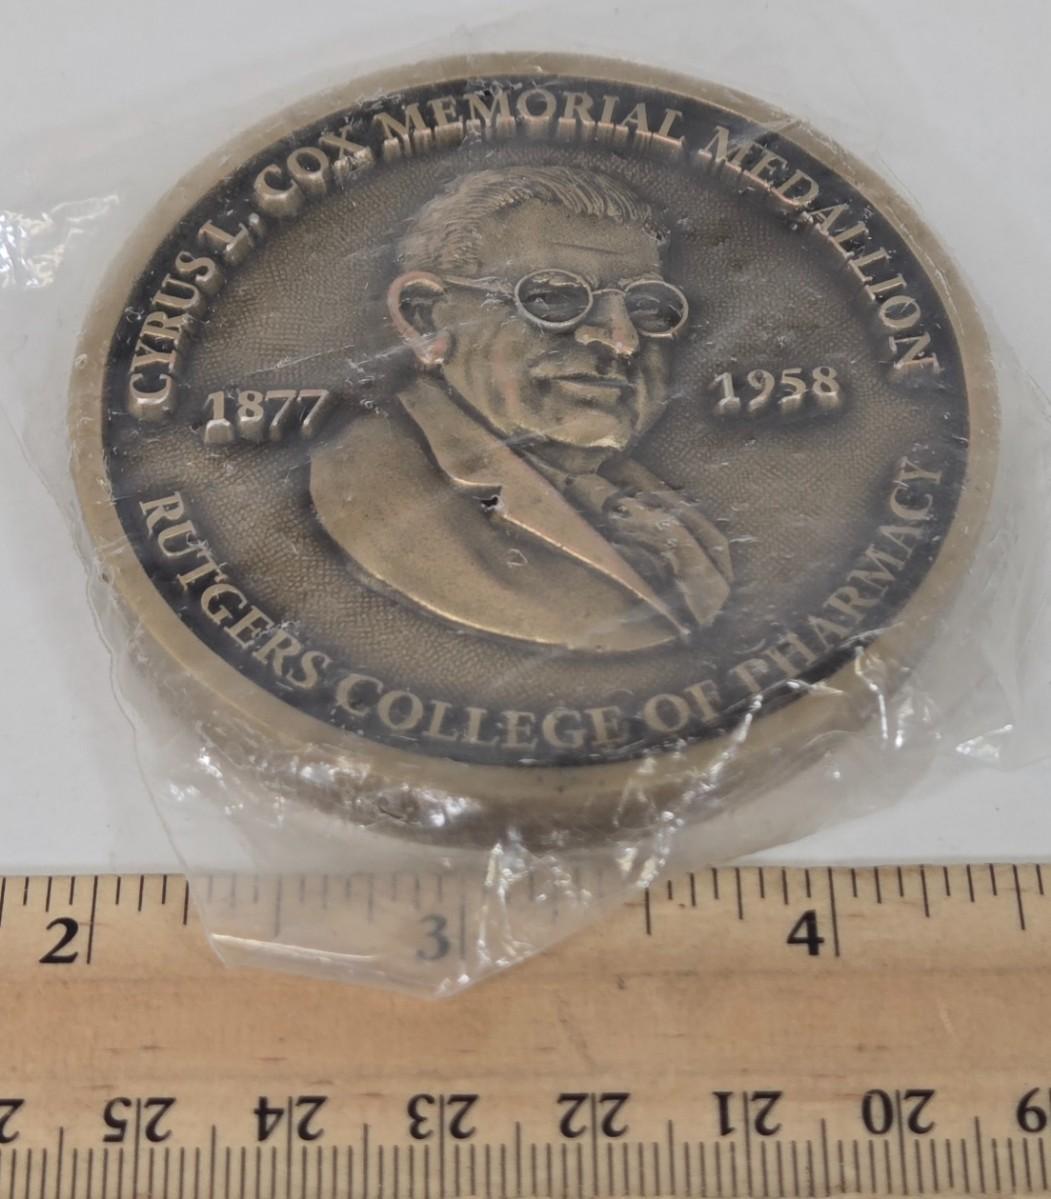 CYRUS L. COX MEMORIAL MEDALLION
1877
1958
RUTGERS COLLEGE OF PHARMACY
2 3 4
25 24 23 22 21 20